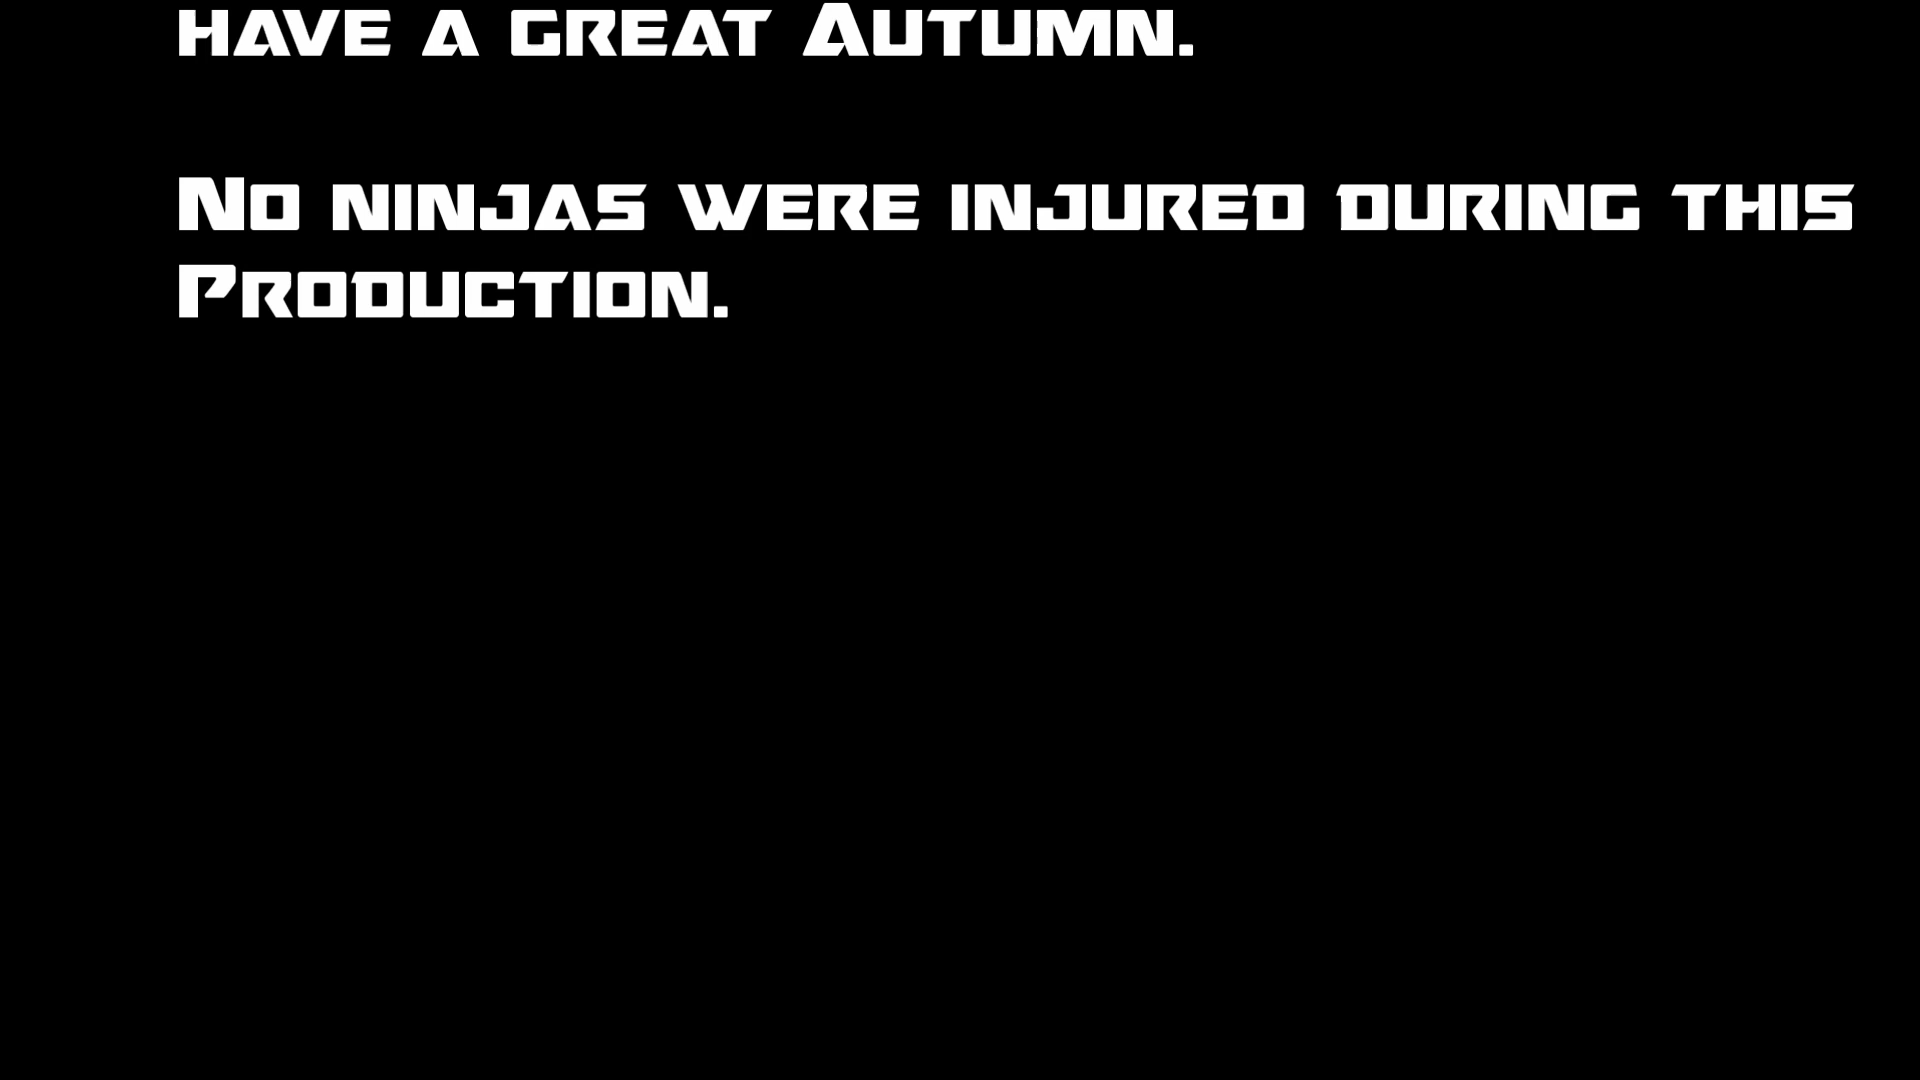 have a great Autumn.
No ninjas were injured during this
Production.